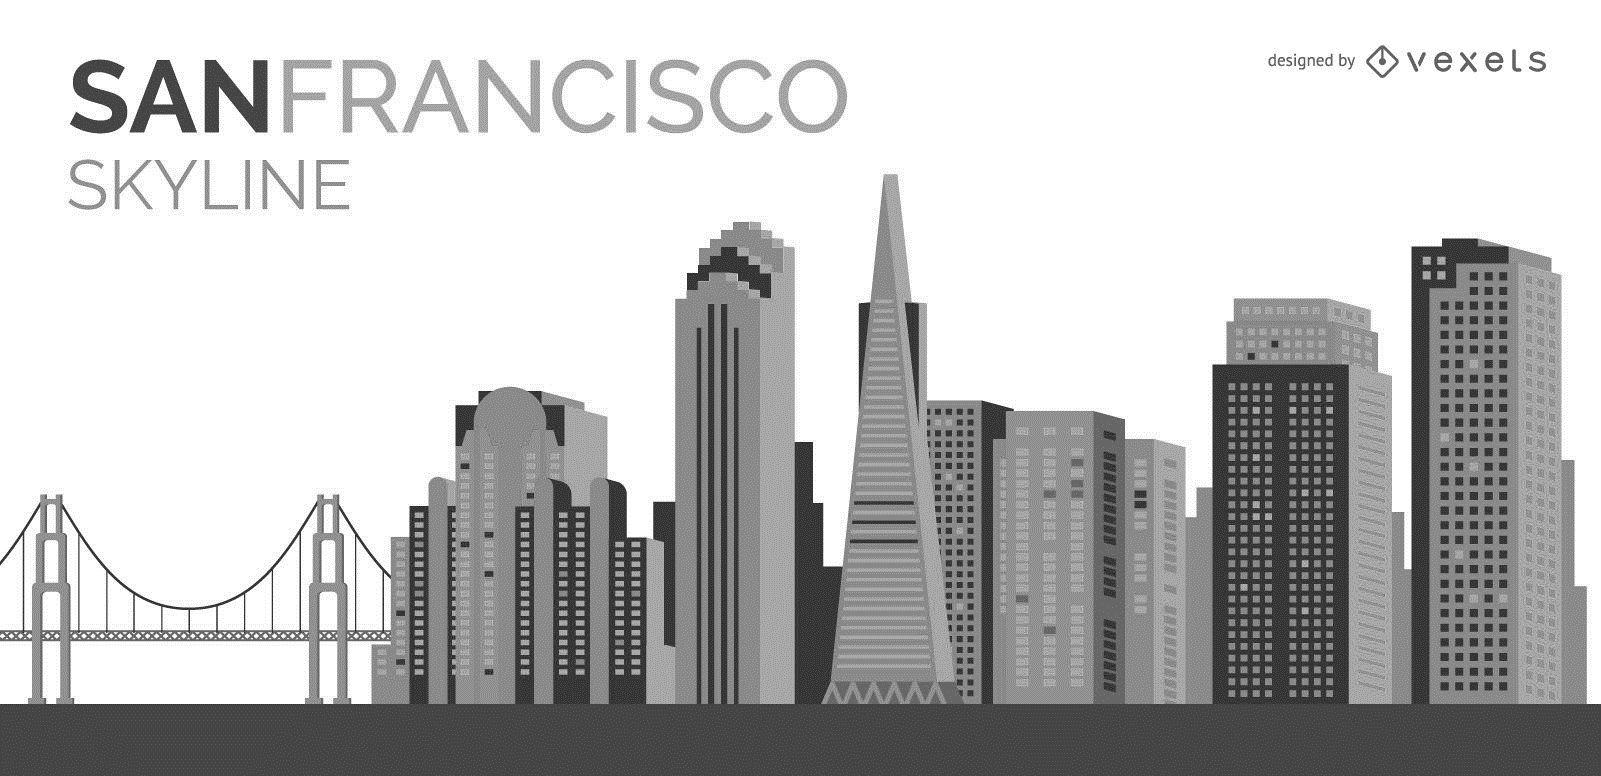 SANFRANCISCO
SKYLINE
designed by vexels